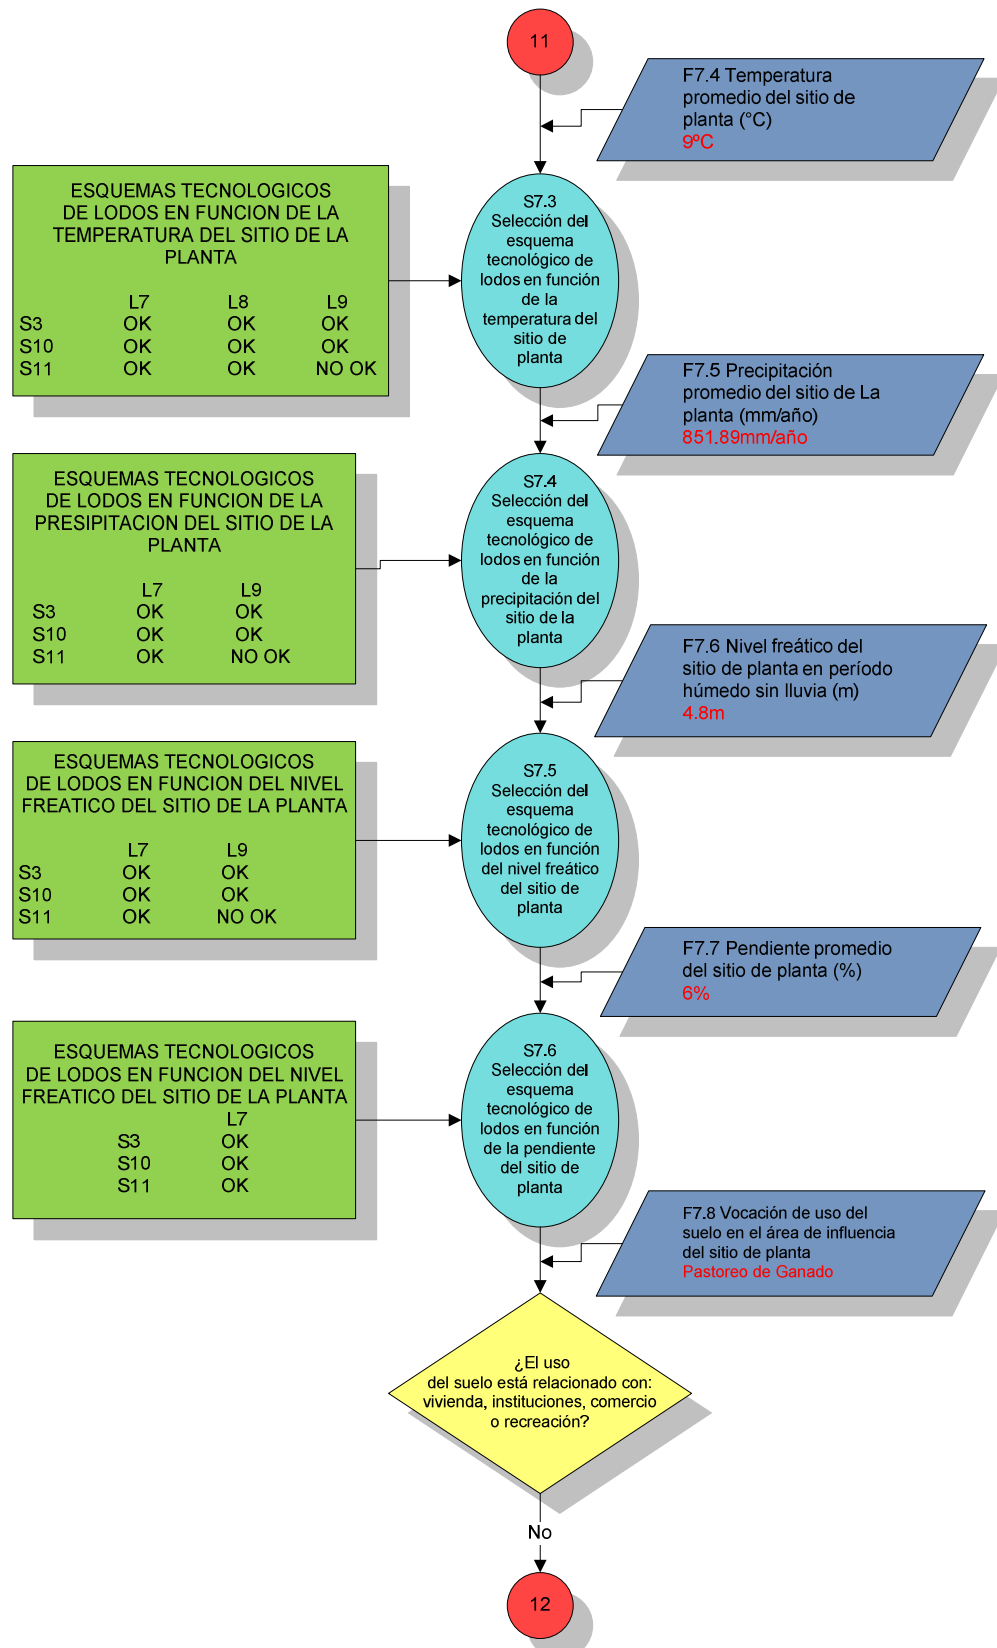 11
F7.4 Temperatura
promedio del sitio de
planta (°C)
9ºC
ESQUEMAS TECNOLOGICOS
DE LODOS EN FUNCION DE LA
TEMPERATURA DEL SITIO DE LA
PLANTA
L7 L8 L9
S3 OK OK OK
S10 OK OK OK
S11 OK OK NO OK
S7.3
Selección del
esquema
tecnológico de
lodos en función
de la
temperatura del
sitio de
planta
F7.5 Precipitación
promedio del sitio de La
planta (mm/año)
851.89mm/año
ESQUEMAS TECNOLOGICOS
DE LODOS EN FUNCION DE LA
PRESIPITACION DEL SITIO DE LA
PLANTA
L7 L9
S3 OK OK
S10 OK OK
S11 OK NO OK
S7.4
Selección del
esquema
tecnológico de
lodos en función
de la
precipitación del
sitio de la
planta
F7.6 Nivel freático del
sitio de planta en período
húmedo sin lluvia (m)
4.8m
ESQUEMAS TECNOLOGICOS
DE LODOS EN FUNCION DEL NIVEL
FREATICO DEL SITIO DE LA PLANTA
L7 L9
S3 OK OK
S10 OK OK
S11 OK NO OK
S7.5
Selección del
esquema
tecnológico de
lodos en función
del nivel freático
del sitio de
planta
F7.7 Pendiente promedio
del sitio de planta (%)
6%
ESQUEMAS TECNOLOGICOS
DE LODOS EN FUNCION DEL NIVEL
FREATICO DEL SITIO DE LA PLANTA
L7
S3 OK
S10 OK
S11 OK
S7.6
Selección del
esquema
tecnológico de
lodos en función
de la pendiente
del sitio de
planta
F7.8 Vocación de uso del
suelo en el área de influencia
del sitio de planta
Pastoreo de Ganado
¿El uso
del suelo está relacionado con:
vivienda, instituciones, comercio
o recreación?
No
12